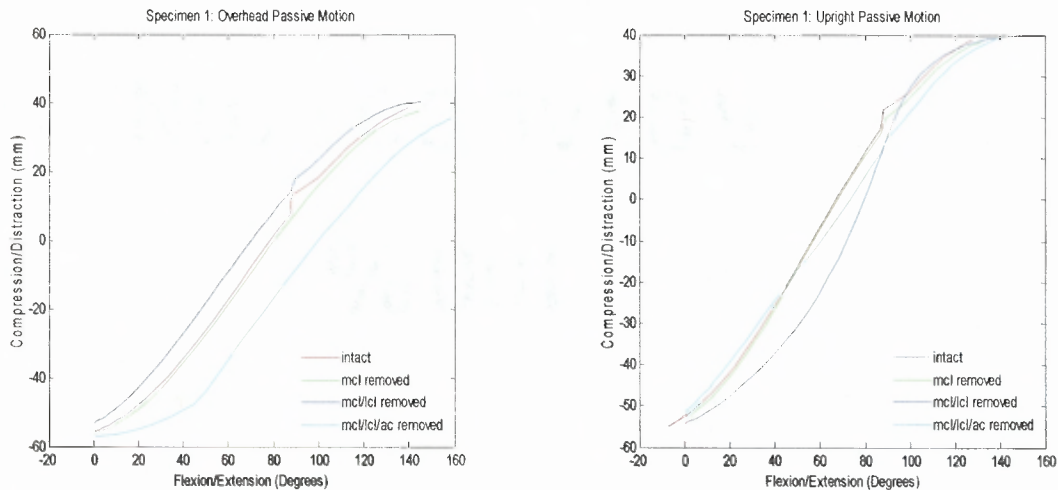 Specimen 1: Overhead Passive Motion
60
40
20
0
-20
-40
-60
-20 0 20 40 60 80 100 120 140 160
Compression/Distraction (mm)
Flexion/Extension (Degrees)
intact
mcl removed
mcl/lcl removed
mcl/lcl/ac removed
Specimen 1: Upright Passive Motion
40
30
20
10
0
-10
-20
-30
-40
-50
-60
-20 0 20 40 60 80 100 120 140 160
Compression/Distraction (mm)
Flexion/Extension (Degrees)
intact
mcl removed
mcl/lcl removed
mcl/lcl/ac removed